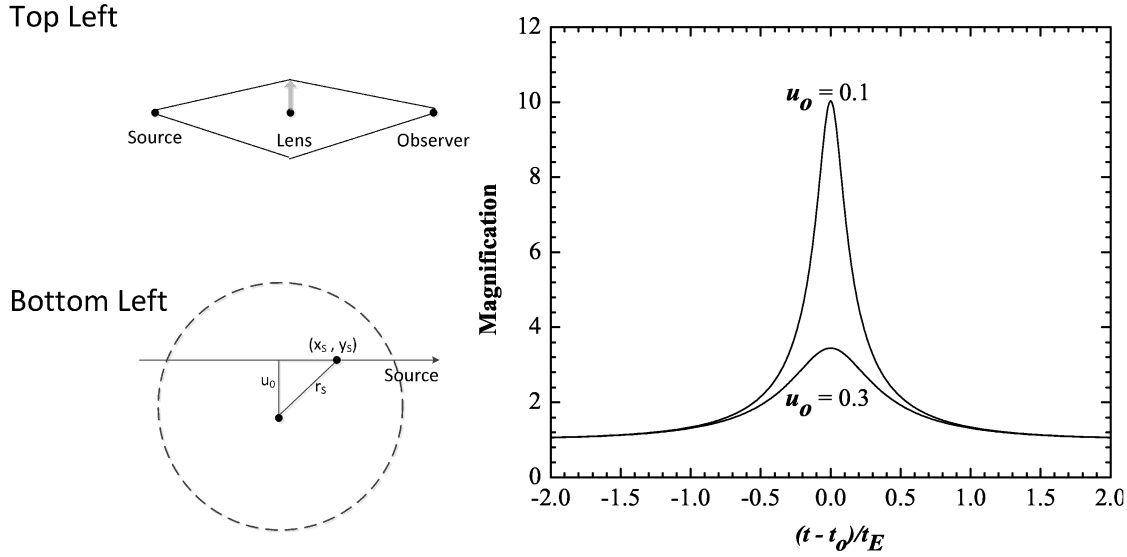 Top Left
Source
Lens
Observer
Bottom Left
(xS , yS)
u0
rS
Source
Magnification
12
10
8
6
4
2
0
uo = 0.1
uo = 0.3
-2.0 -1.5 -1.0 -0.5 0.0 0.5 1.0 1.5 2.0
(t - to)/tE